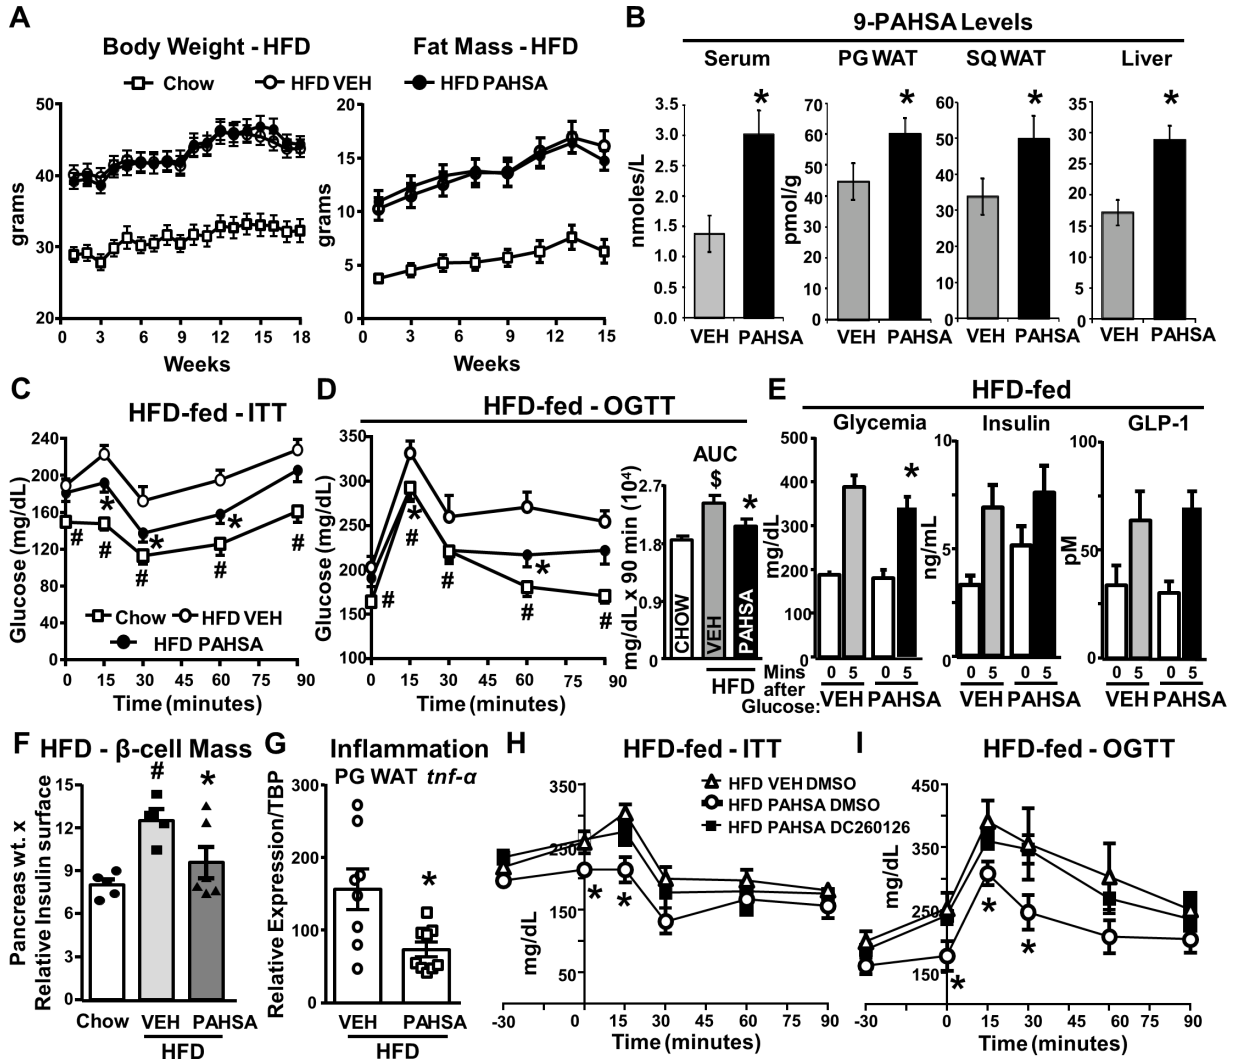 A
Body Weight - HFD
Fat Mass - HFD
Chow
HFD VEH
HFD PAHSA
50
40
30
20
grams
0 3 6 9 12 15 18
Weeks
20
15
10
5
0
grams
0 3 6 9 12 15
Weeks
B
9-PAHSA Levels
Serum
PG WAT
SQ WAT
Liver
nmoles/L
3.5
3.0
2.5
2.0
1.5
1.0
0.5
0.0
*
VEH PAHSA
pmol/g
70
60
50
40
30
20
10
0
*
VEH PAHSA
60
50
40
30
20
10
0
*
VEH PAHSA
35
31
26
22
17
13
9
4
0
*
VEH PAHSA
C
HFD-fed - ITT
Glucose (mg/dL)
240
200
160
120
80
40
0
* * *
# # # # #
Chow
HFD VEH
HFD PAHSA
0 15 30 45 60 75 90
Time (minutes)
D
HFD-fed - OGTT
Glucose (mg/dL)
350
300
250
200
150
100
* *
# # # # #
0 15 30 45 60 75 90
Time (minutes)
AUC
mg/dL x 90 min (10⁴)
2.7
1.8
0.9
0
$
*
CHOW
VEH
PAHSA
HFD
E
HFD-fed
Glycemia
Insulin
GLP-1
mg/dL
500
400
300
200
100
0
*
ng/mL
10
5
0
pM
100
50
0
Mins after Glucose:
0 5 0 5
VEH PAHSA
0 5 0 5
VEH PAHSA
0 5 0 5
VEH PAHSA
F
HFD - β-cell Mass
Pancreas wt. x
Relative Insulin surface
15
12
9
6
3
0
#
*
Chow VEH PAHSA
HFD
G
Inflammation
PG WAT tnf-α
Relative Expression/TBP
300
200
100
0
*
VEH PAHSA
HFD
H
HFD-fed - ITT
HFD VEH DMSO
HFD PAHSA DMSO
HFD PAHSA DC260126
mg/dL
350
250
150
50
* *
-30 0 15 30 45 60 75 90
Time (minutes)
I
HFD-fed - OGTT
mg/dL
450
350
250
150
* * *
-30 0 15 30 45 60 75 90
Time (minutes)